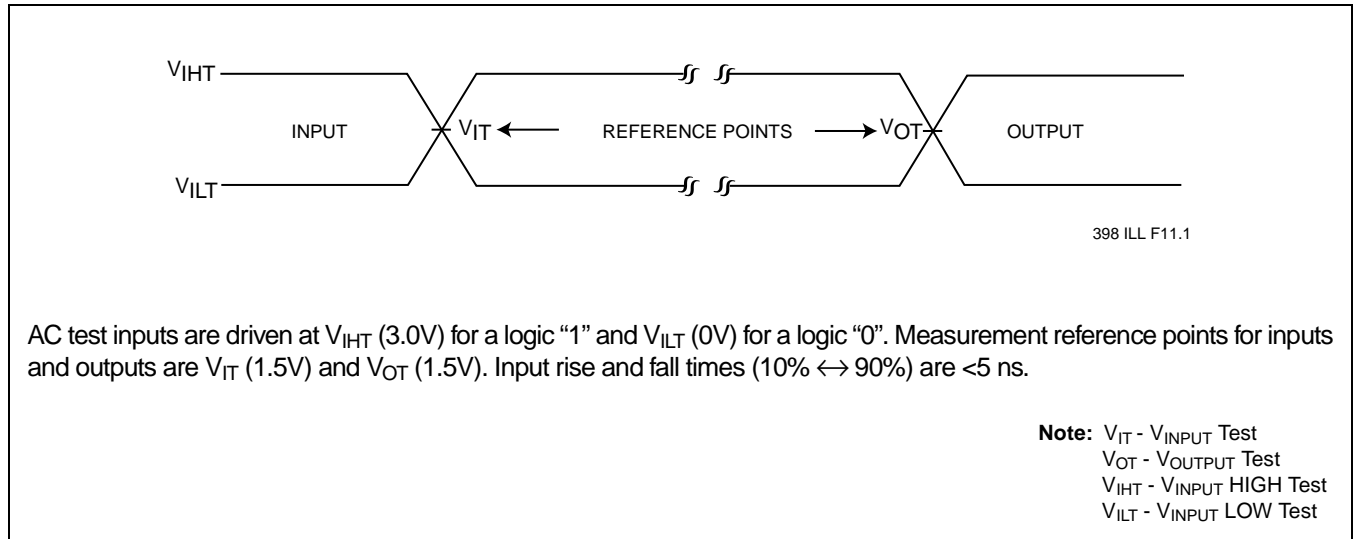 VIHT
INPUT VIT REFERENCE POINTS VOT OUTPUT
VILT
398 ILL F11.1
AC test inputs are driven at VIHT (3.0V) for a logic “1” and VILT (0V) for a logic “0”. Measurement reference points for inputs
and outputs are VIT (1.5V) and VOT (1.5V). Input rise and fall times (10% ↔ 90%) are <5 ns.
Note: VIT - VINPUT Test
VOT - VOUTPUT Test
VIHT - VINPUT HIGH Test
VILT - VINPUT LOW Test